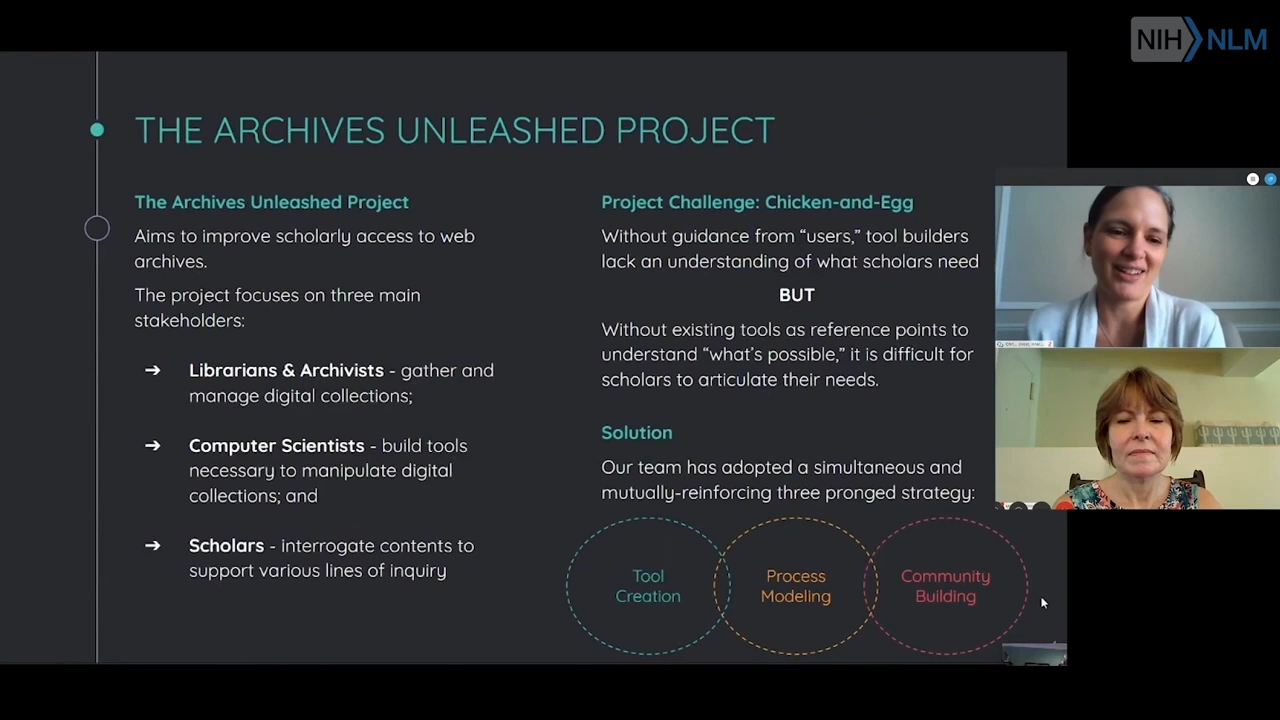 NIH NLM
THE ARCHIVES UNLEASHED PROJECT
The Archives Unleashed Project
Aims to improve scholarly access to web
archives.
The project focuses on three main
stakeholders:
➔ Librarians & Archivists - gather and
manage digital collections;
➔ Computer Scientists - build tools
necessary to manipulate digital
collections; and
➔ Scholars - interrogate contents to
support various lines of inquiry
Project Challenge: Chicken-and-Egg
Without guidance from “users,” tool builders
lack an understanding of what scholars need
BUT
Without existing tools as reference points to
understand “what’s possible,” it is difficult for
scholars to articulate their needs.
Solution
Our team has adopted a simultaneous and
mutually-reinforcing three pronged strategy:
Tool
Creation
Process
Modeling
Community
Building